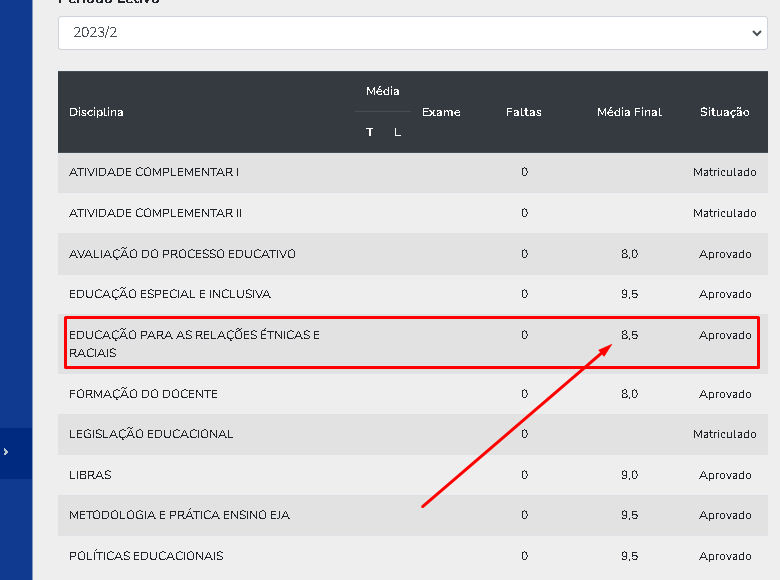 Período Letivo
2023/2
Média
Disciplina Exame Faltas Média Final Situação
T L
ATIVIDADE COMPLEMENTAR I 0 Matriculado
ATIVIDADE COMPLEMENTAR II 0 Matriculado
AVALIAÇÃO DO PROCESSO EDUCATIVO 0 8,0 Aprovado
EDUCAÇÃO ESPECIAL E INCLUSIVA 0 9,5 Aprovado
EDUCAÇÃO PARA AS RELAÇÕES ÉTNICAS E 0 8,5 Aprovado
RACIAIS
FORMAÇÃO DO DOCENTE 0 8,0 Aprovado
LEGISLAÇÃO EDUCACIONAL 0 Matriculado
LIBRAS 0 9,0 Aprovado
METODOLOGIA E PRÁTICA ENSINO EJA 0 9,5 Aprovado
POLÍTICAS EDUCACIONAIS 0 9,5 Aprovado